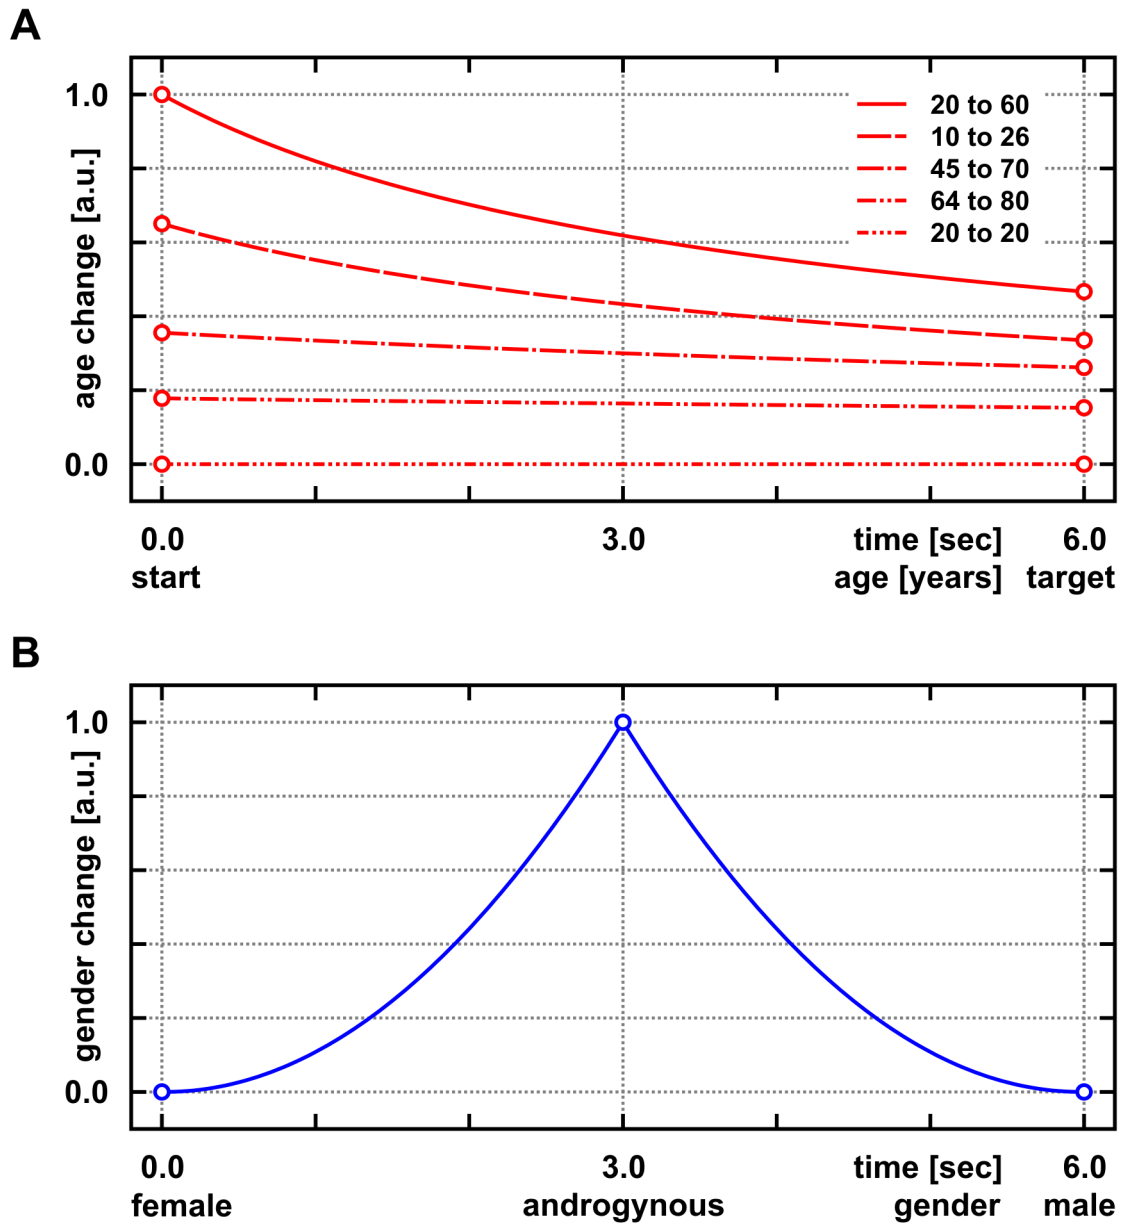 A
1.0
age change [a.u.]
0.0
20 to 60
10 to 26
45 to 70
64 to 80
20 to 20
0.0 3.0 time [sec] 6.0
start age [years] target
B
1.0
gender change [a.u.]
0.0
0.0 3.0 time [sec] 6.0
female androgynous gender male